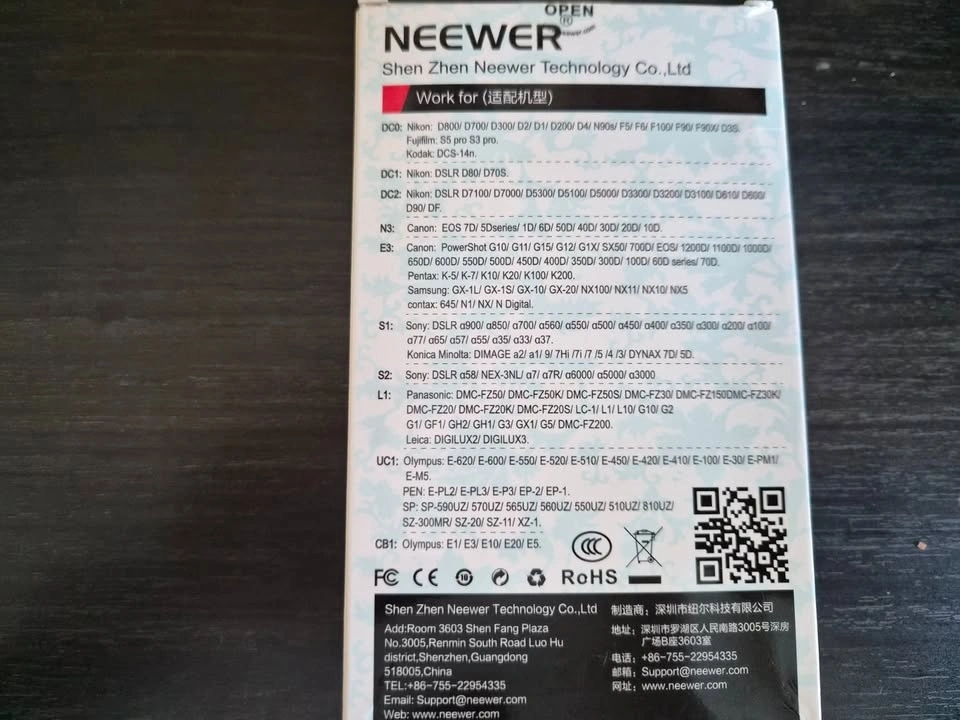 OPEN
NEEWER®
Shen Zhen Neewer Technology Co.,Ltd
Work for (适配机型)
DC0: Nikon: D800/ D700/ D300/ D2/ D1/ D200/ D4/ N90s/ F5/ F6/ F100/ F90/ F90X/ D3S.
Fujifilm: S5 pro S3 pro.
Kodak: DCS-14n.
DC1: Nikon: DSLR D80/ D70S.
DC2: Nikon: DSLR D7100/ D7000/ D5300/ D5100/ D5000/ D3300/ D3200/ D3100/ D610/ D600/
D90/ DF.
N3: Canon: EOS 7D/ 5Dseries/ 1D/ 6D/ 50D/ 40D/ 30D/ 20D/ 10D.
E3: Canon: PowerShot G10/ G11/ G15/ G12/ G1X/ SX50/ 700D/ EOS/ 1200D/ 1100D/ 1000D/
650D/ 600D/ 550D/ 500D/ 450D/ 400D/ 350D/ 300D/ 100D/ 60D series/ 70D.
Pentax: K-5/ K-7/ K10/ K20/ K100/ K200.
Samsung: GX-1L/ GX-1S/ GX-10/ GX-20/ NX100/ NX11/ NX10/ NX5
contax: 645/ N1/ NX/ N Digital.
S1: Sony: DSLR α900/ α850/ α700/ α560/ α550/ α500/ α450/ α400/ α350/ α300/ α200/ α100/
α77/ α65/ α57/ α55/ α35/ α33/ α37.
Konica Minolta: DIMAGE a2/ a1/ 9/ 7Hi /7i /7 /5 /4 /3/ DYNAX 7D/ 5D.
S2: Sony: DSLR α58/ NEX-3NL/ α7/ α7R/ α6000/ α5000/ α3000
L1: Panasonic: DMC-FZ50/ DMC-FZ50K/ DMC-FZ50S/ DMC-FZ30/ DMC-FZ150DMC-FZ30K/
DMC-FZ20/ DMC-FZ20K/ DMC-FZ20S/ LC-1/ L1/ L10/ G10/ G2
G1/ GF1/ GH2/ GH1/ G3/ GX1/ G5/ DMC-FZ200.
Leica: DIGILUX2/ DIGILUX3.
UC1: Olympus: E-620/ E-600/ E-550/ E-520/ E-510/ E-450/ E-420/ E-410/ E-100/ E-30/ E-PM1/
E-M5.
PEN: E-PL2/ E-PL3/ E-P3/ EP-2/ EP-1.
SP: SP-590UZ/ 570UZ/ 565UZ/ 560UZ/ 550UZ/ 510UZ/ 810UZ/
SZ-300MR/ SZ-20/ SZ-11/ XZ-1.
CB1: Olympus: E1/ E3/ E10/ E20/ E5.
CCC
FC CE 10 RoHS
Shen Zhen Neewer Technology Co.,Ltd
Add:Room 3603 Shen Fang Plaza
No.3005,Renmin South Road Luo Hu
district,Shenzhen,Guangdong
518005,China
TEL:+86-755-22954335
Email: Support@neewer.com
Web: www.neewer.com
制造商：深圳市纽尔科技有限公司
地址：深圳市罗湖区人民南路3005号深房
广场B座3603室
电话：+86-755-22954335
邮箱：Support@neewer.com
网址：www.neewer.com